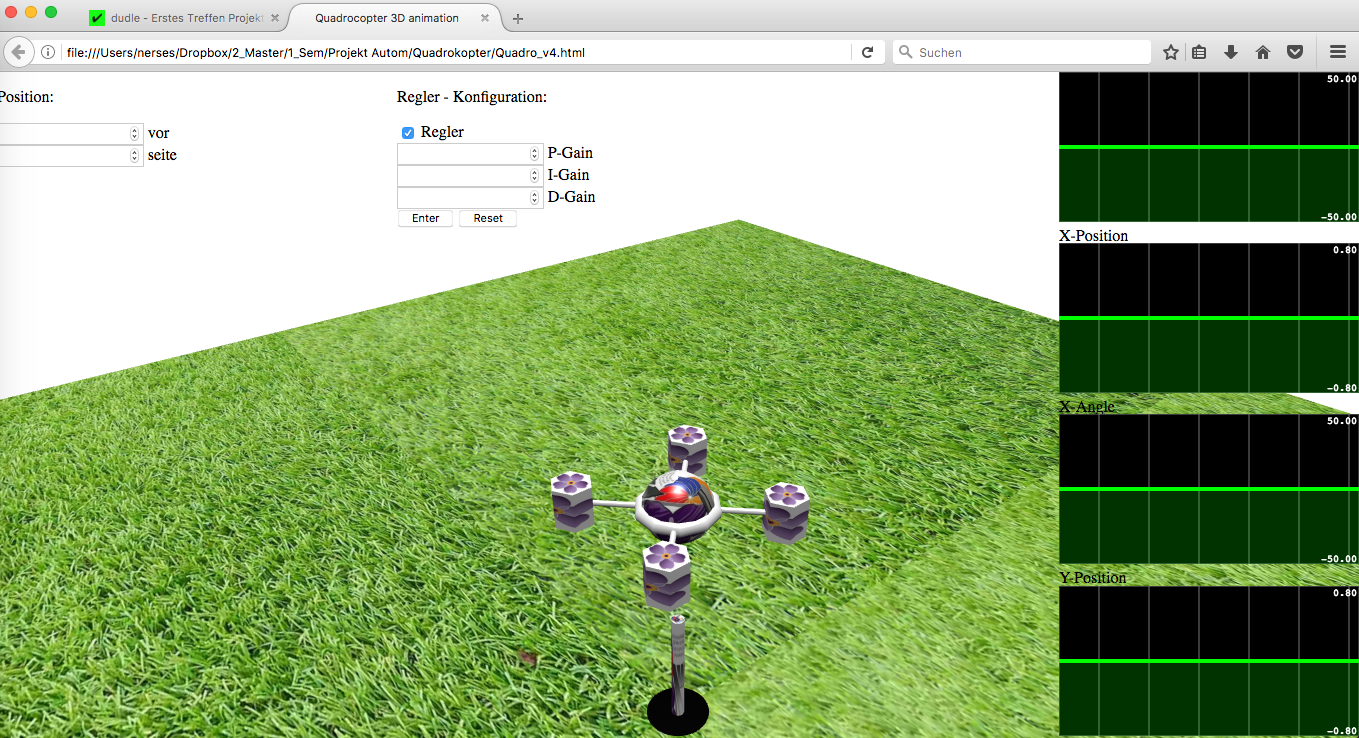 dudle - Erstes Treffen Projekt
Quadrocopter 3D animation
file:///Users/nerses/Dropbox/2_Master/1_Sem/Projekt Autom/Quadrokopter/Quadro_v4.html
Suchen
Position:
vor
seite
Regler - Konfiguration:
Regler
P-Gain
I-Gain
D-Gain
Enter
Reset
50.00
-50.00
X-Position
0.80
-0.80
X-Angle
50.00
-50.00
Y-Position
0.80
-0.80